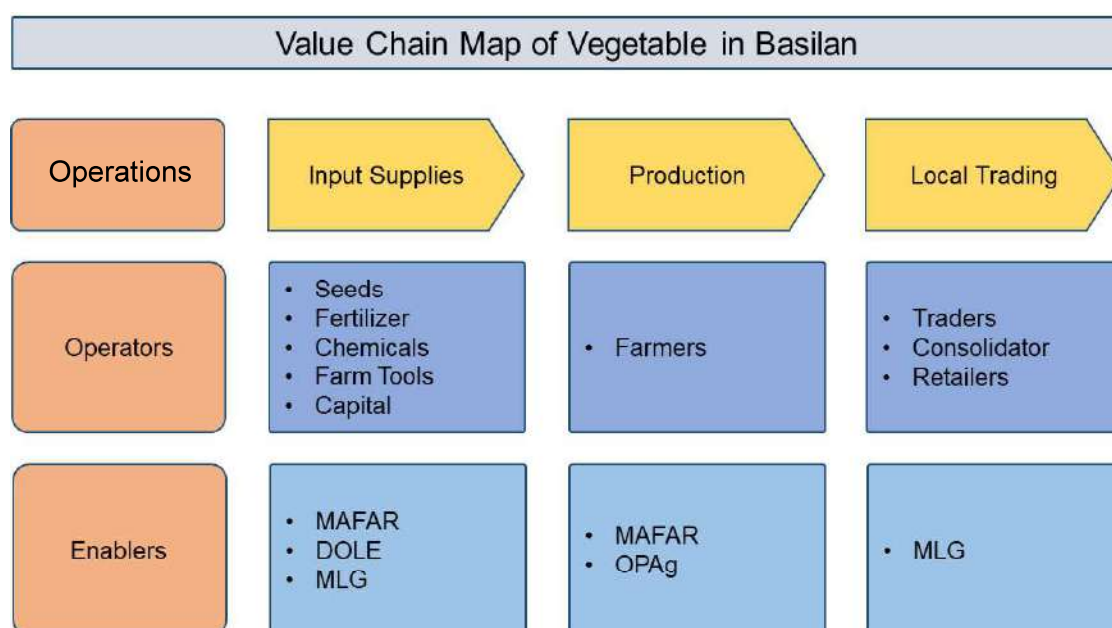 Value Chain Map of Vegetable in Basilan
Operations
Input Supplies
Production
Local Trading
Operators
• Seeds
• Fertilizer
• Chemicals
• Farm Tools
• Capital
• Farmers
• Traders
• Consolidator
• Retailers
Enablers
• MAFAR
• DOLE
• MLG
• MAFAR
• OPAg
• MLG